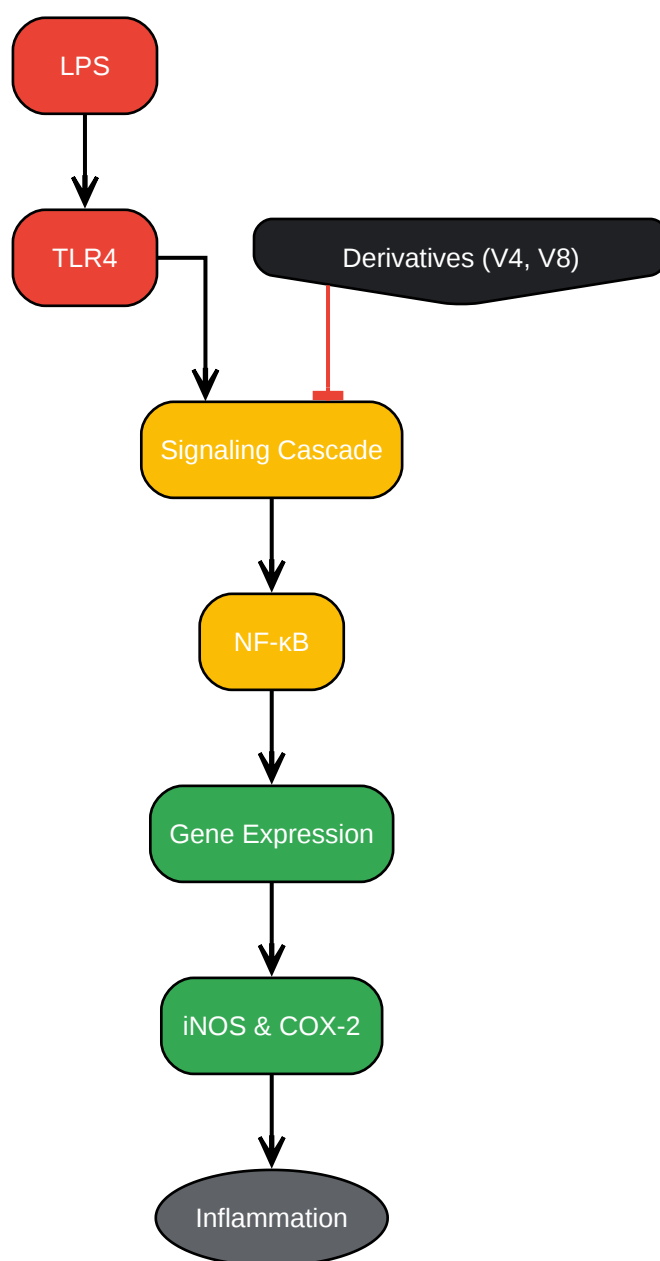 LPS
TLR4
Derivatives (V4, V8)
Signaling Cascade
NF-κB
Gene Expression
iNOS & COX-2
Inflammation